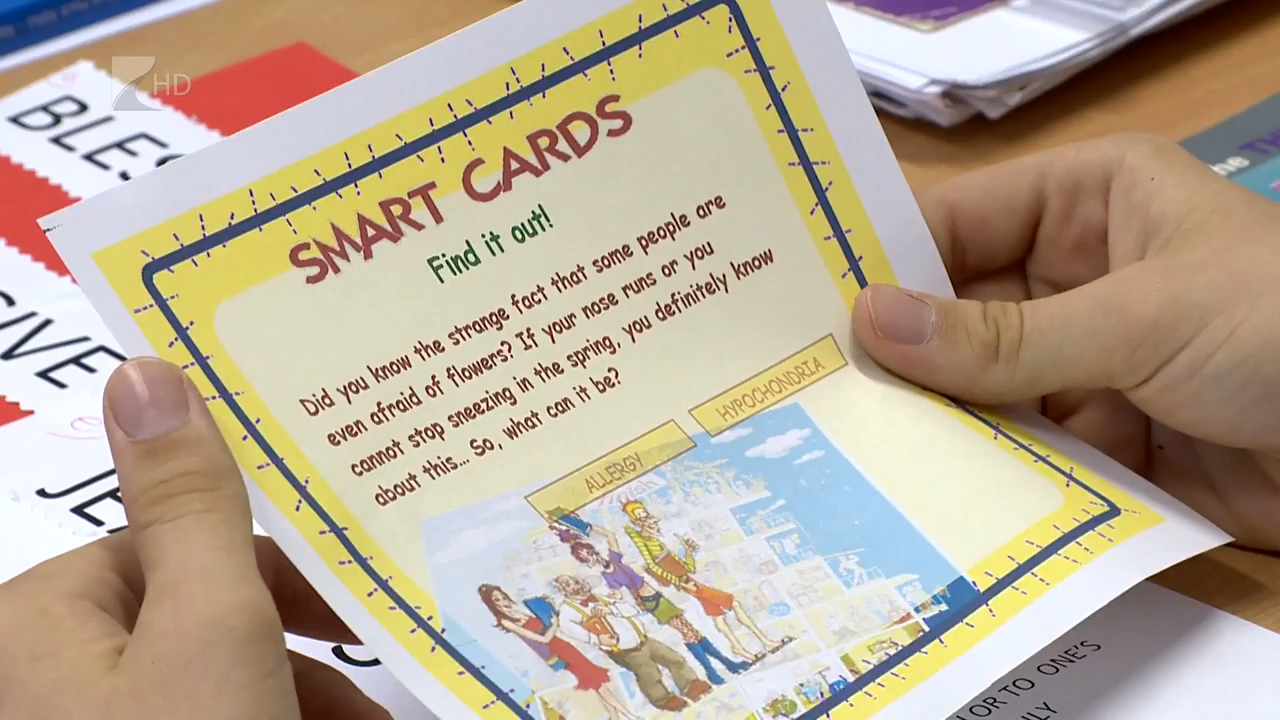 7HD
BLES
SMART CARDS
Find it out!
Did you know the strange fact that some people are
even afraid of flowers? If your nose runs or you
cannot stop sneezing in the spring, you definitely know
about this... So, what can it be?
ALLERGY
HYPOCHONDRIA
SIVE
JE
OR TO ONE'S